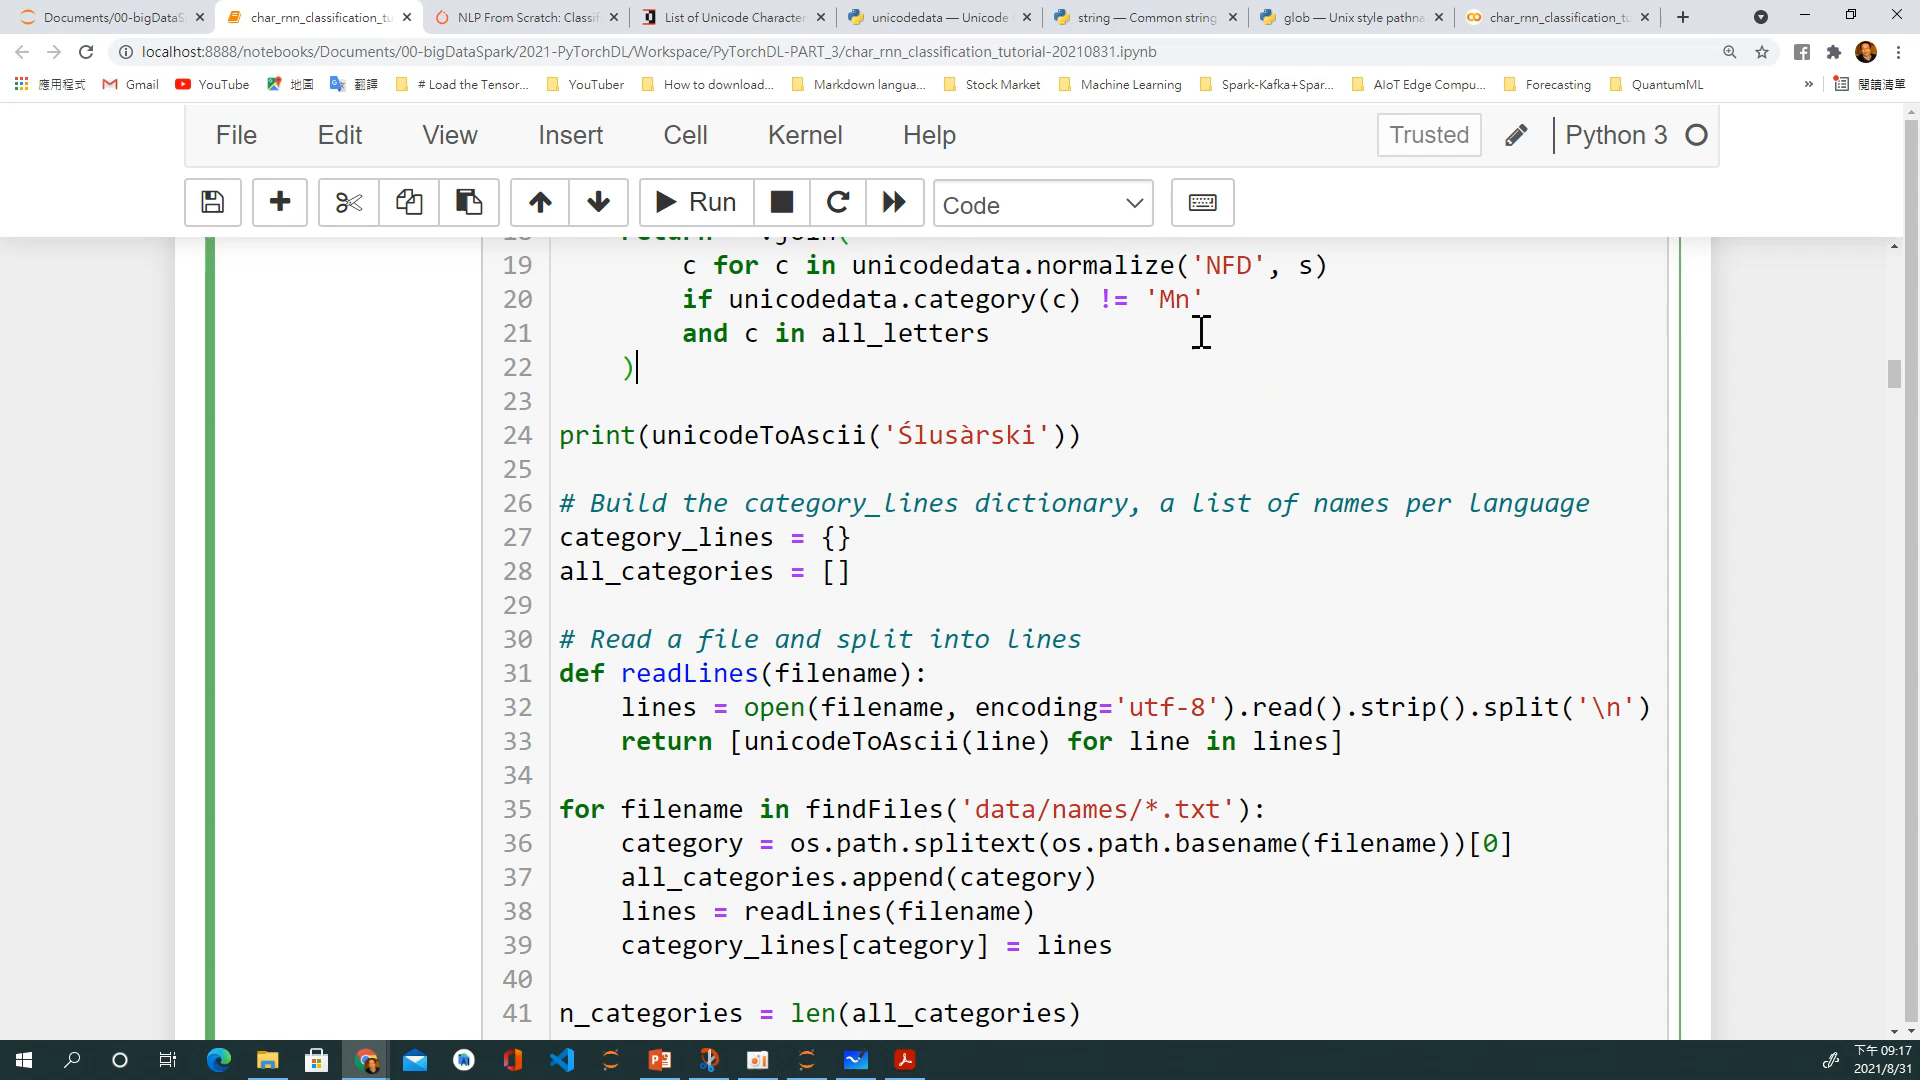 Documents/00-bigDataS
char_rnn_classification_tu
NLP From Scratch: Classif
List of Unicode Character
unicodedata — Unicode
string — Common string
glob — Unix style pathna
char_rnn_classification_tu
localhost:8888/notebooks/Documents/00-bigDataSpark/2021-PyTorchDL/Workspace/PyTorchDL-PART_3/char_rnn_classification_tutorial-20210831.ipynb
應用程式 Gmail YouTube 地圖 翻譯 # Load the Tensor... YouTuber How to download... Markdown langua... Stock Market Machine Learning Spark-Kafka+Spar... AIoT Edge Compu... Forecasting QuantumML » 閱讀清單
File Edit View Insert Cell Kernel Help Trusted Python 3
Run Code
18 return ''.join(
19 c for c in unicodedata.normalize('NFD', s)
20 if unicodedata.category(c) != 'Mn'
21 and c in all_letters
22 )
23
24 print(unicodeToAscii('Ślusàrski'))
25
26 # Build the category_lines dictionary, a list of names per language
27 category_lines = {}
28 all_categories = []
29
30 # Read a file and split into lines
31 def readLines(filename):
32 lines = open(filename, encoding='utf-8').read().strip().split('\n')
33 return [unicodeToAscii(line) for line in lines]
34
35 for filename in findFiles('data/names/*.txt'):
36 category = os.path.splitext(os.path.basename(filename))[0]
37 all_categories.append(category)
38 lines = readLines(filename)
39 category_lines[category] = lines
40
41 n_categories = len(all_categories)
下午 09:17
2021/8/31